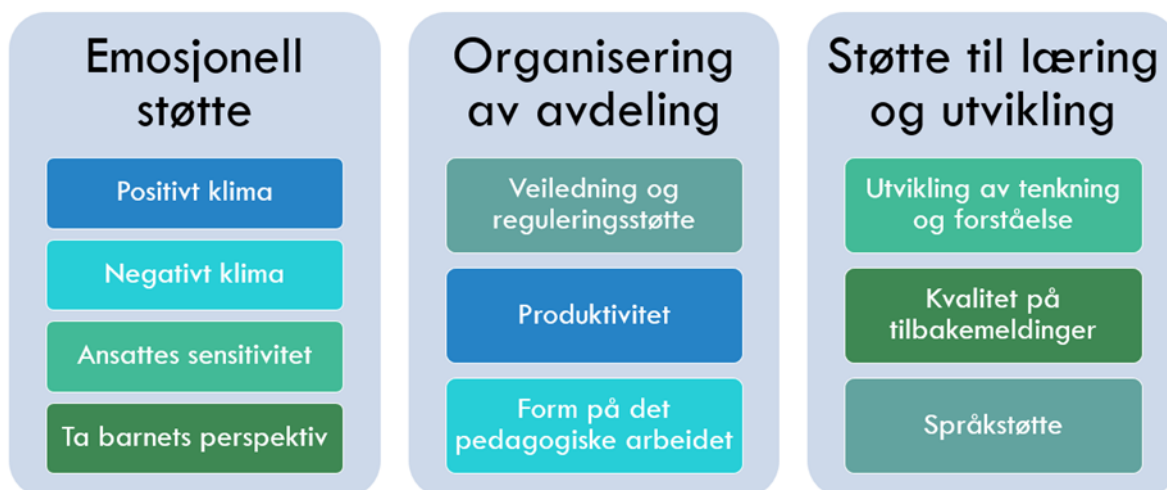 Emosjonell
støtte
Positivt klima
Negativt klima
Ansattes sensitivitet
Ta barnets perspektiv
Organisering
av avdeling
Veiledning og
reguleringsstøtte
Produktivitet
Form på det
pedagogiske arbeidet
Støtte til læring
og utvikling
Utvikling av tenkning
og forståelse
Kvalitet på
tilbakemeldinger
Språkstøtte